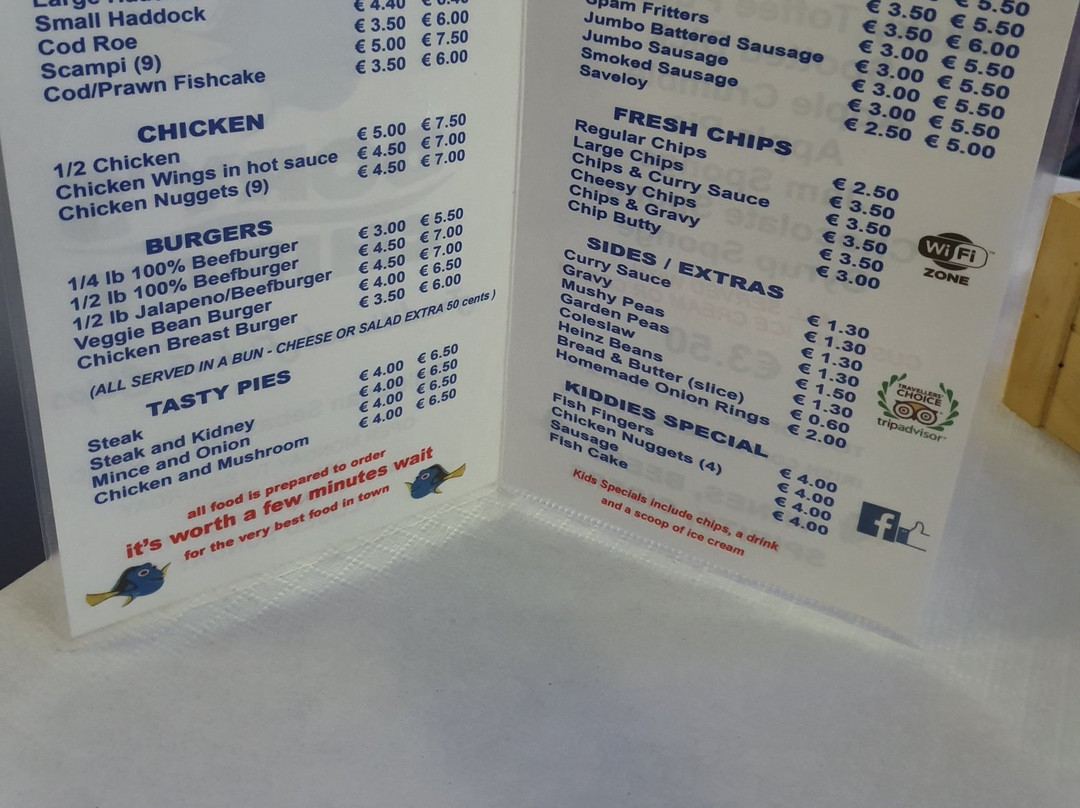 Small Haddock € 4.40
Cod Roe € 3.50 € 6.00
Scampi (9) € 5.00 € 7.50
Cod/Prawn Fishcake € 3.50 € 6.00
CHICKEN
1/2 Chicken € 5.00 € 7.50
Chicken Wings in hot sauce € 4.50 € 7.00
Chicken Nuggets (9) € 4.50 € 7.00
BURGERS
1/4 lb 100% Beefburger € 3.00 € 5.50
1/2 lb 100% Beefburger € 4.50 € 7.00
1/2 lb Jalapeno/Beefburger € 4.50 € 7.00
Veggie Bean Burger € 4.00 € 6.50
Chicken Breast Burger € 3.50 € 6.00
(ALL SERVED IN A BUN - CHEESE OR SALAD EXTRA 50 cents)
TASTY PIES
Steak € 4.00 € 6.50
Steak and Kidney € 4.00 € 6.50
Mince and Onion € 4.00 € 6.50
Chicken and Mushroom € 4.00 € 6.50
all food is prepared to order
it's worth a few minutes wait
for the very best food in town
€ 5.50
€ 3.50 € 5.50
Spam Fritters € 3.50 € 6.00
Jumbo Battered Sausage € 3.00 € 5.50
Jumbo Sausage € 3.00 € 5.50
Smoked Sausage € 3.00 € 5.50
Saveloy € 2.50 € 5.00
FRESH CHIPS
Regular Chips € 2.50
Large Chips € 3.50
Chips & Curry Sauce € 3.50
Cheesy Chips € 3.50
Chips & Gravy € 3.50
Chip Butty € 3.00
Wi Fi
ZONE
SIDES / EXTRAS
Curry Sauce € 1.30
Gravy € 1.30
Mushy Peas € 1.30
Garden Peas € 1.30
Coleslaw € 1.50
Heinz Beans € 1.30
Bread & Butter (slice) € 0.60
Homemade Onion Rings € 2.00
TRAVELLERS'
CHOICE
tripadvisor
KIDDIES SPECIAL
Fish Fingers € 4.00
Chicken Nuggets (4) € 4.00
Sausage € 4.00
Fish Cake € 4.00
Kids Specials include chips, a drink
and a scoop of ice cream
f